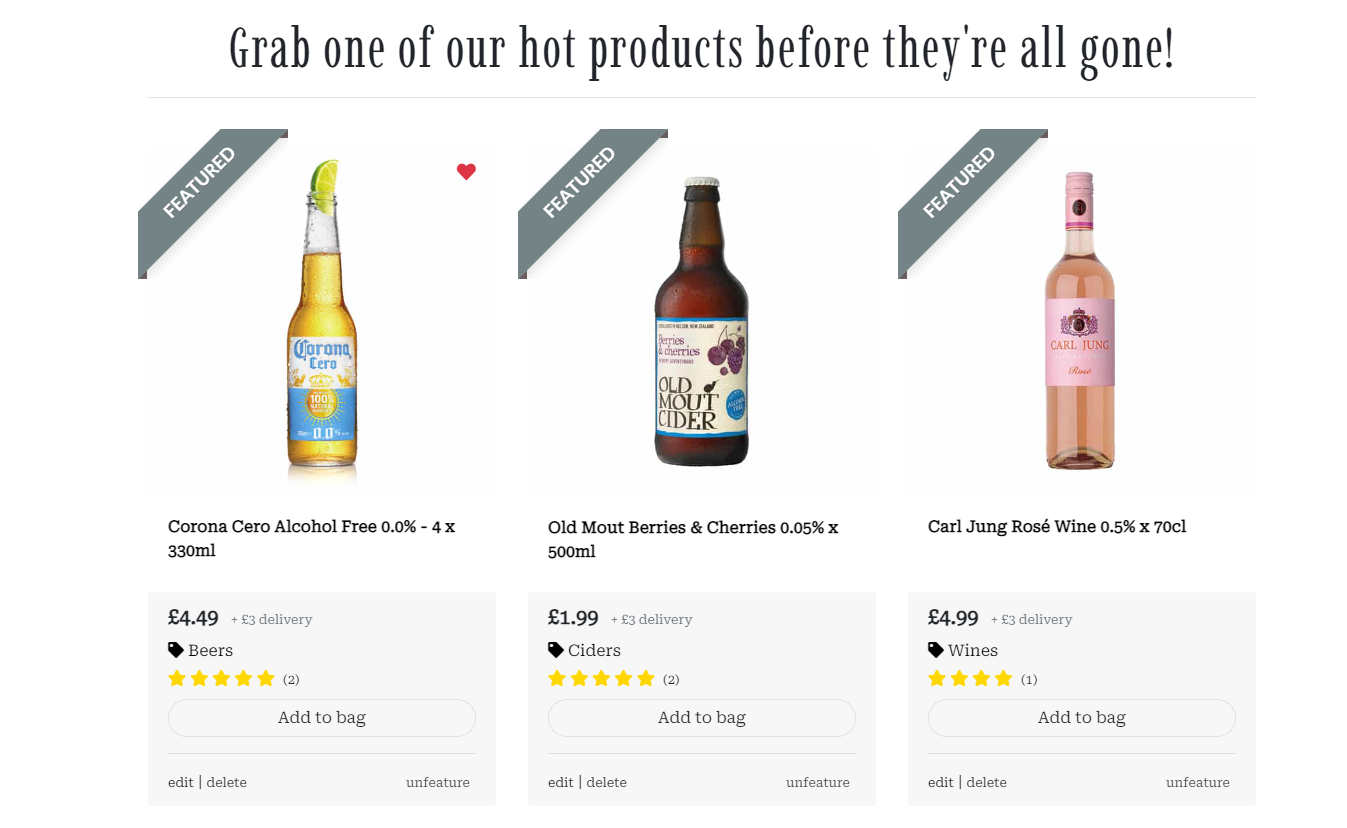 Grab one of our hot products before they're all gone!
FEATURED
FEATURED
FEATURED
Corona
Cero
100%
NATURAL
0.0%
Berries
& cherries
OLD
MOUT
CIDER
CARL JUNG
Rosé
Corona Cero Alcohol Free 0.0% - 4 x
330ml
Old Mout Berries & Cherries 0.05% x
500ml
Carl Jung Rosé Wine 0.5% x 70cl
£4.49 + £3 delivery
Beers
(2)
Add to bag
edit | delete unfeature
£1.99 + £3 delivery
Ciders
(2)
Add to bag
edit | delete unfeature
£4.99 + £3 delivery
Wines
(1)
Add to bag
edit | delete unfeature